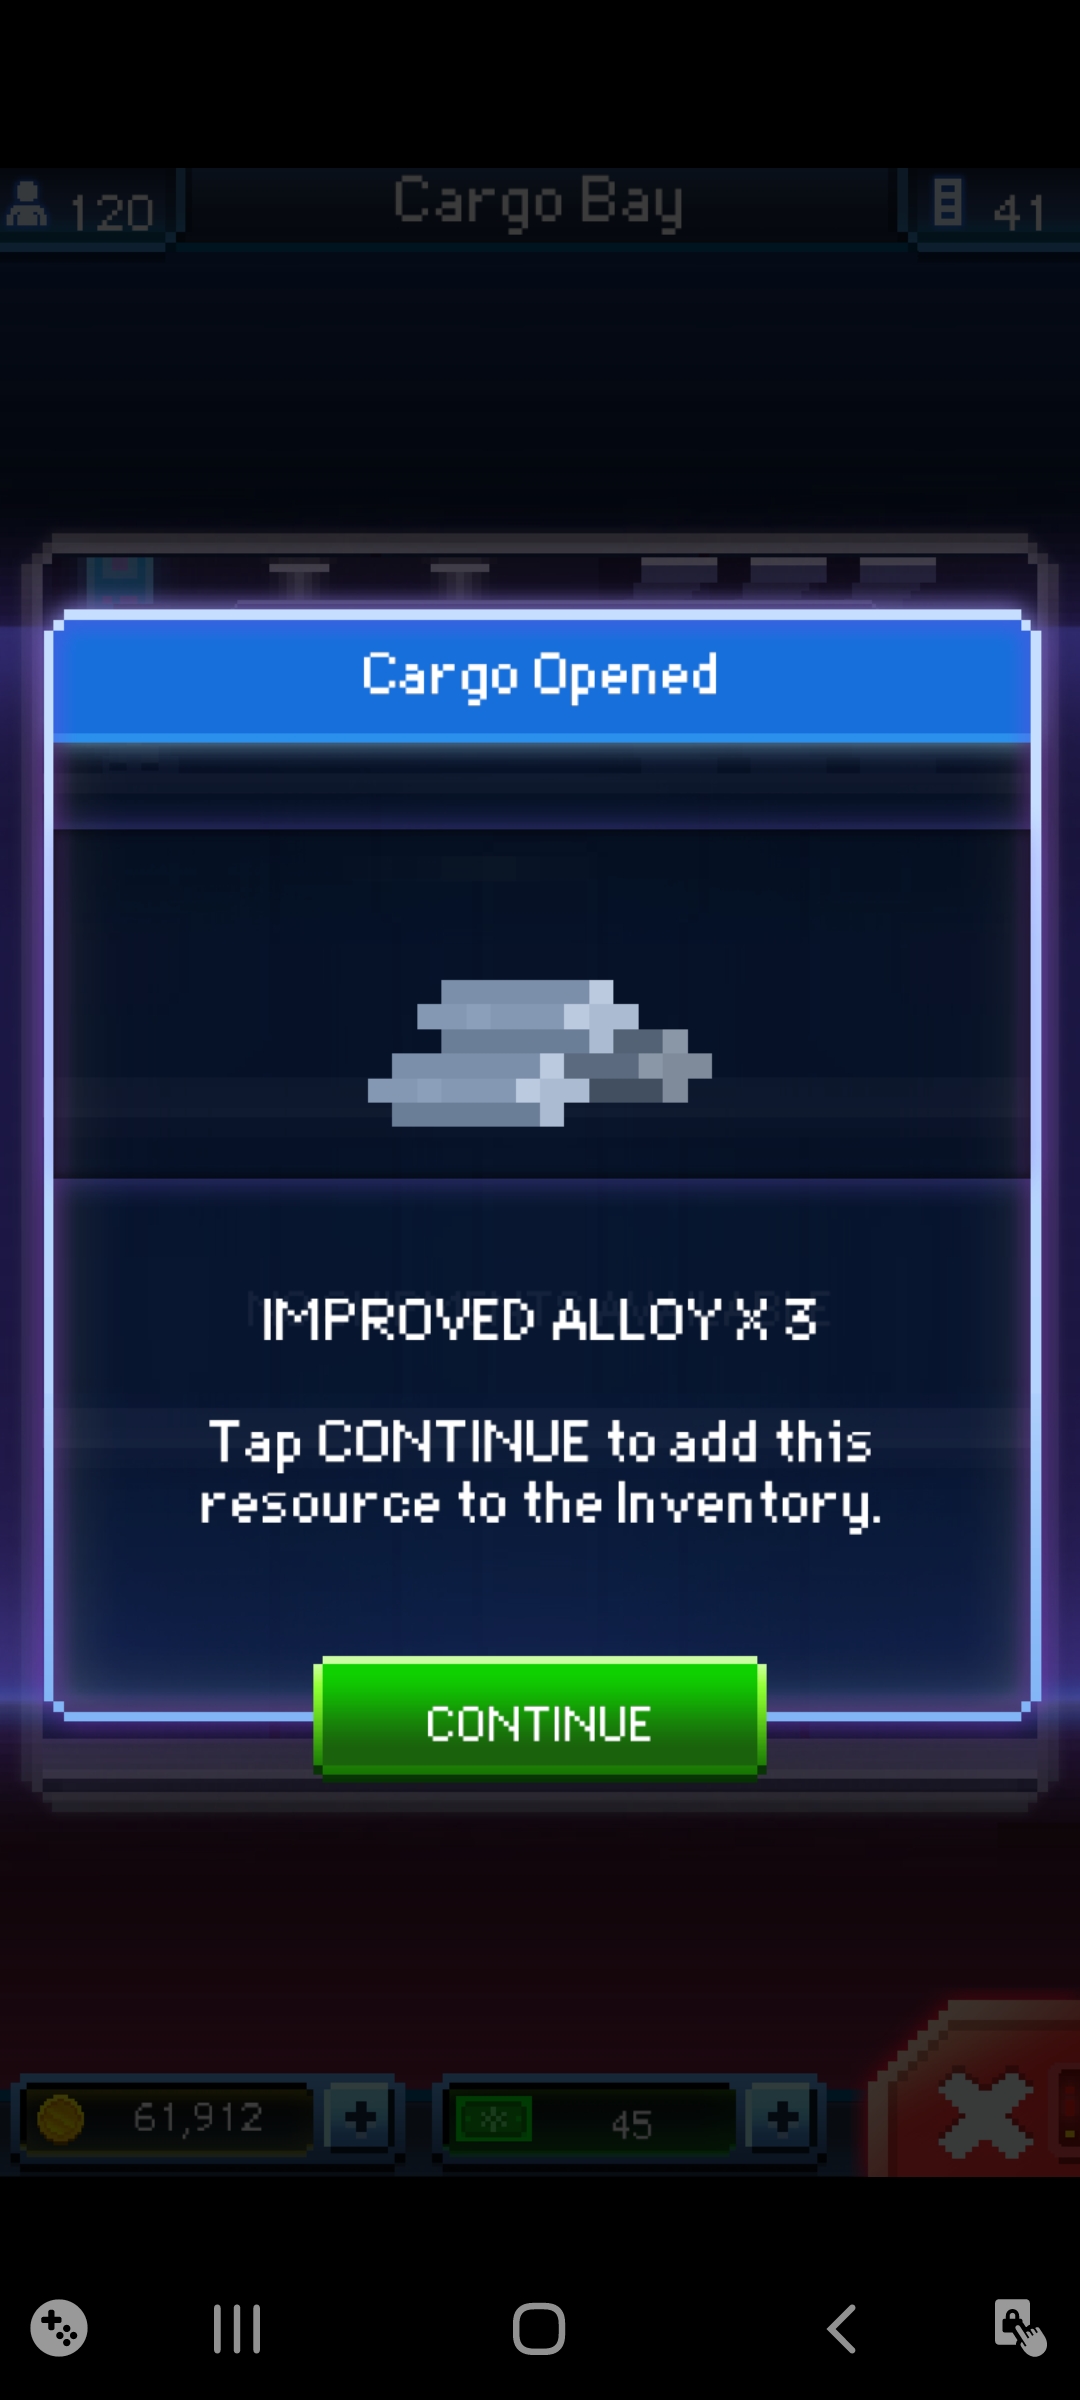 120
Cargo Bay
41
Cargo Opened
IMPROVED ALLOY X 3
Tap CONTINUE to add this
resource to the Inventory.
CONTINUE
61,912
45